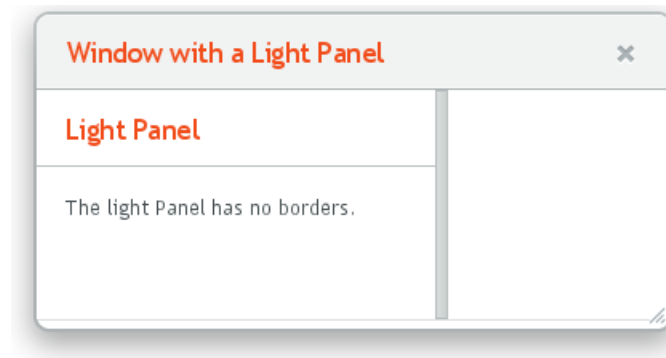 Window with a Light Panel
Light Panel
The light Panel has no borders.